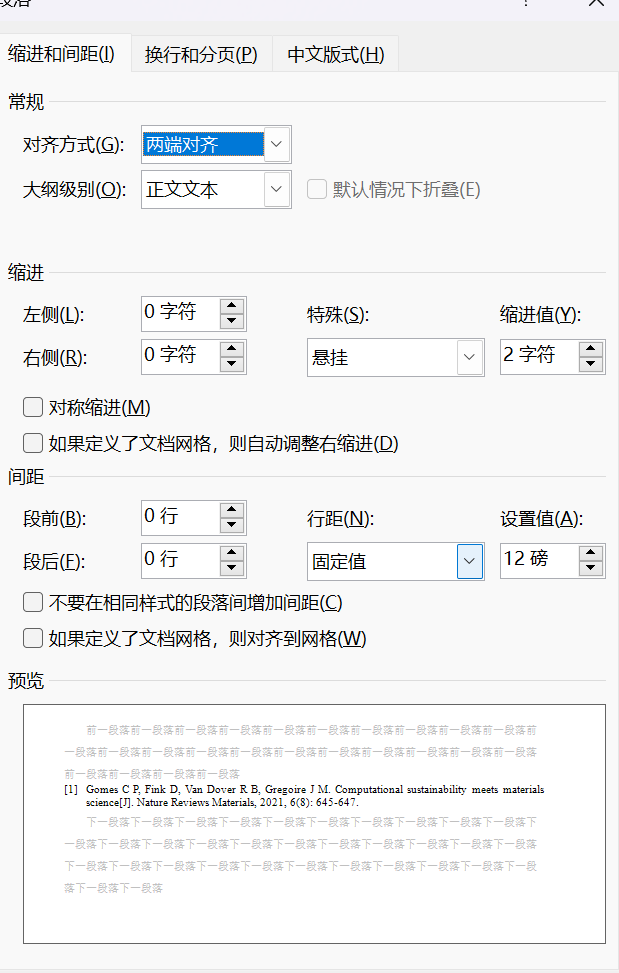 段落
?
缩进和间距(I) 换行和分页(P) 中文版式(H)
常规
对齐方式(G): 两端对齐
大纲级别(O): 正文文本 默认情况下折叠(E)
缩进
左侧(L): 0 字符 特殊(S): 缩进值(Y):
右侧(R): 0 字符 悬挂 2 字符
对称缩进(M)
如果定义了文档网格，则自动调整右缩进(D)
间距
段前(B): 0 行 行距(N): 设置值(A):
段后(F): 0 行 固定值 12 磅
不要在相同样式的段落间增加间距(C)
如果定义了文档网格，则对齐到网格(W)
预览
前一段落前一段落前一段落前一段落前一段落前一段落前一段落前一段落前一段落前一段落前
一段落前一段落前一段落前一段落前一段落前一段落前一段落前一段落前一段落前一段落前一段落
前一段落前一段落前一段落前一段落
[1] Gomes C P, Fink D, Van Dover R B, Gregoire J M. Computational sustainability meets materials
science[J]. Nature Reviews Materials, 2021, 6(8): 645-647.
下一段落下一段落下一段落下一段落下一段落下一段落下一段落下一段落下一段落下一段落下
一段落下一段落下一段落下一段落下一段落下一段落下一段落下一段落下一段落下一段落下一段落
下一段落下一段落下一段落下一段落下一段落下一段落下一段落下一段落下一段落下一段落下一段
落下一段落下一段落